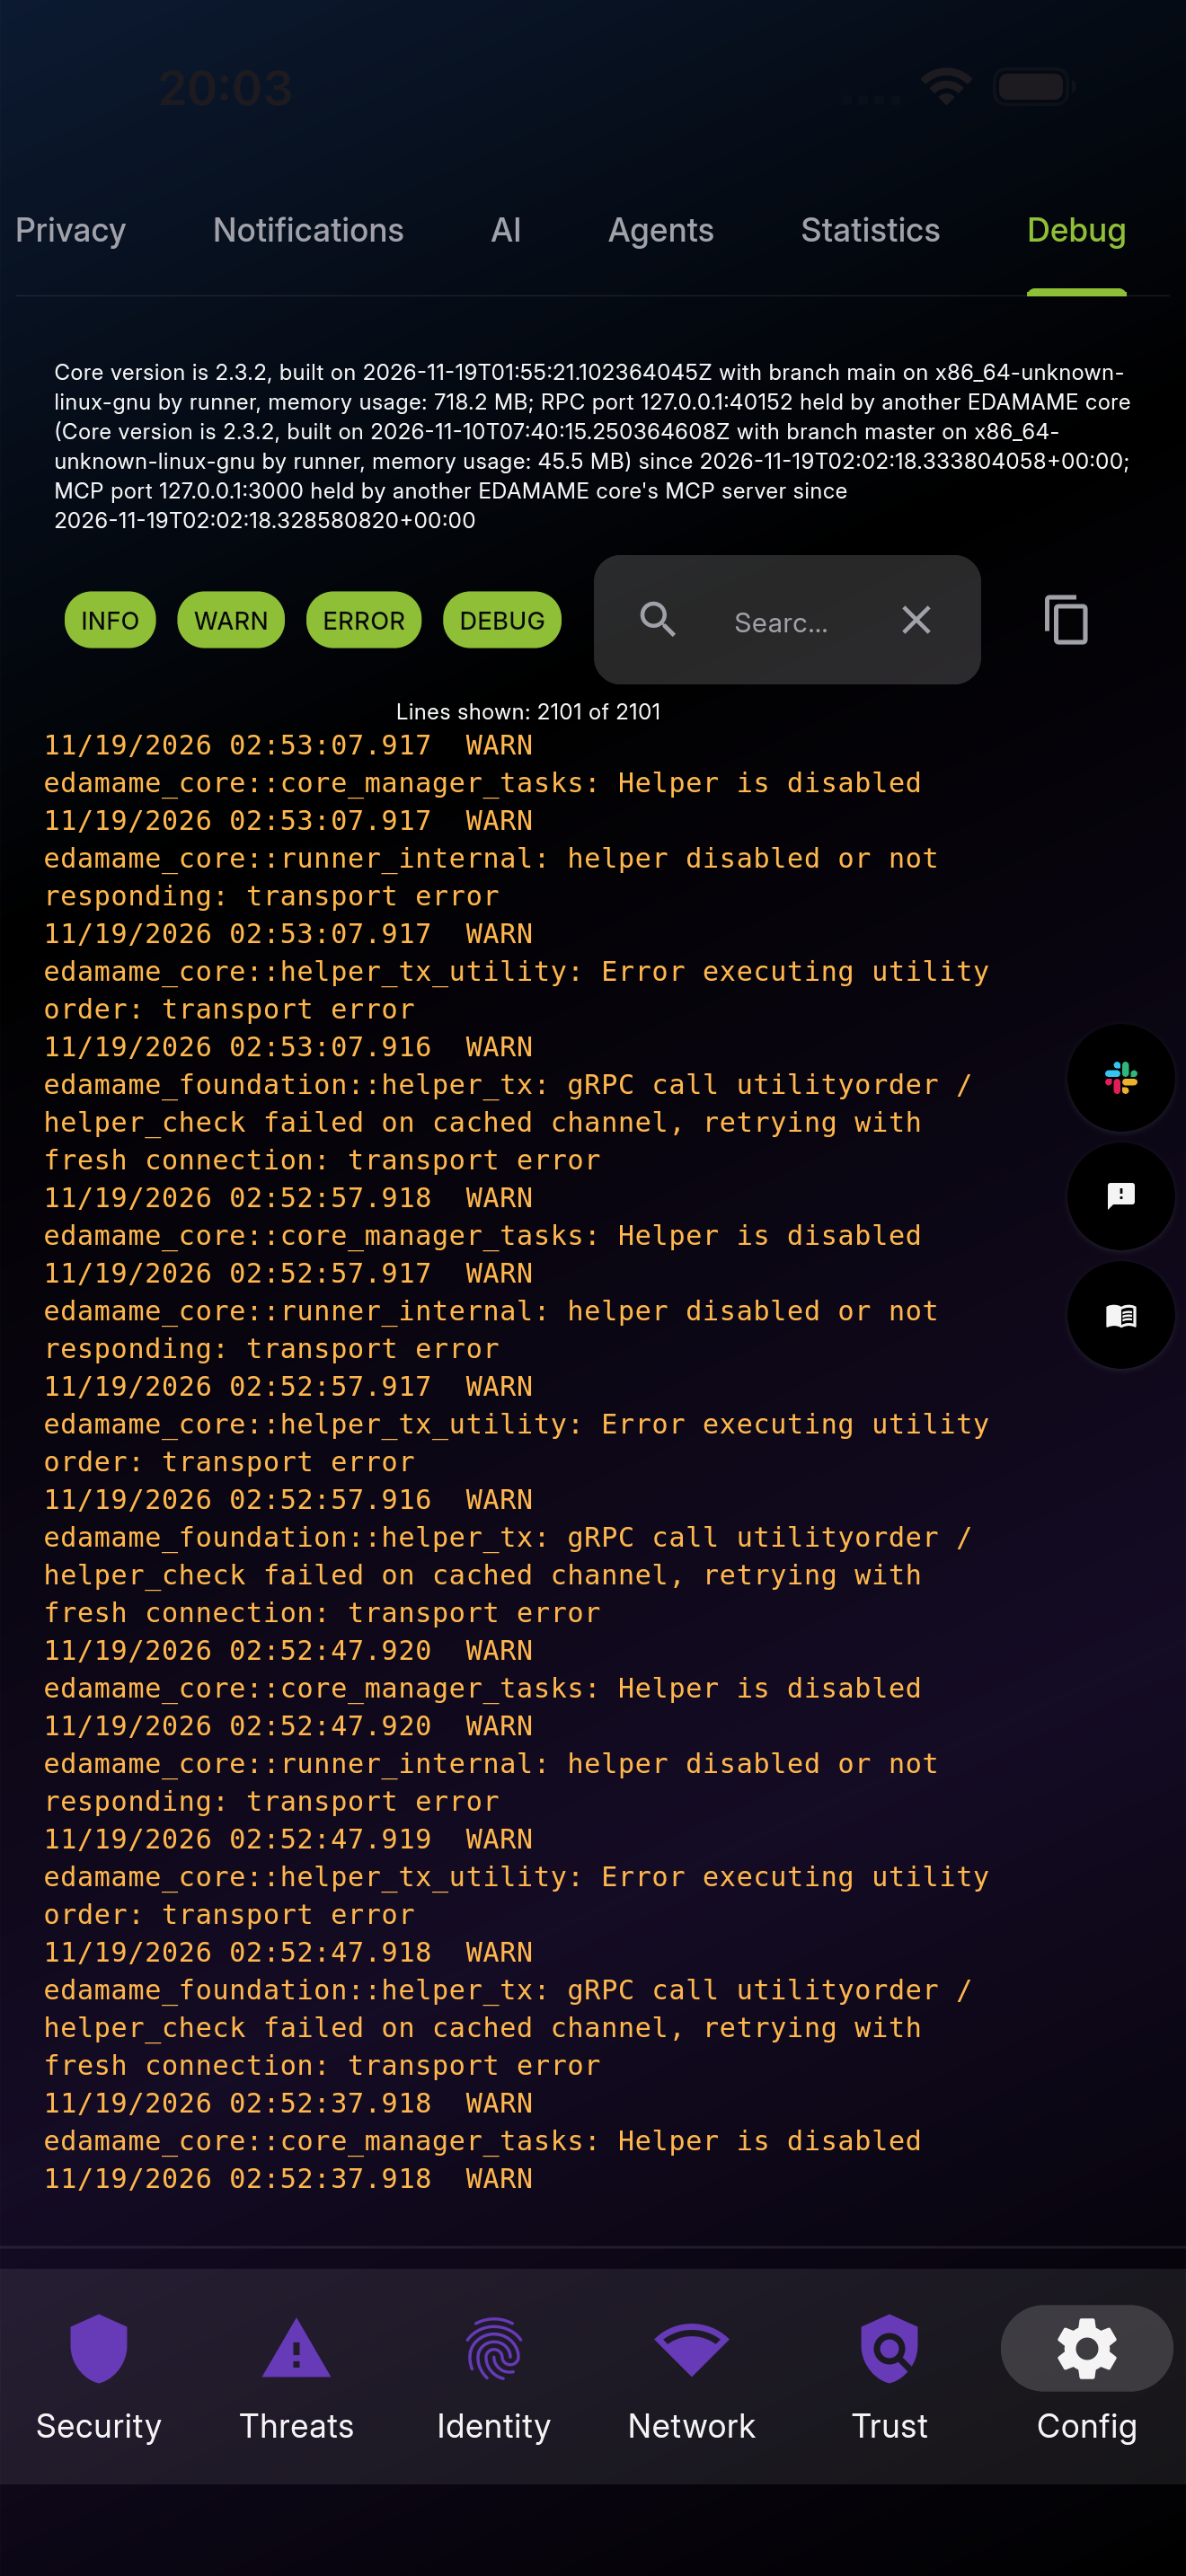 20:03
Privacy Notifications AI Agents Statistics Debug
Core version is 2.3.2, built on 2026-11-19T01:55:21.102364045Z with branch main on x86_64-unknown-
linux-gnu by runner, memory usage: 718.2 MB; RPC port 127.0.0.1:40152 held by another EDAMAME core
(Core version is 2.3.2, built on 2026-11-10T07:40:15.250364608Z with branch master on x86_64-
unknown-linux-gnu by runner, memory usage: 45.5 MB) since 2026-11-19T02:02:18.333804058+00:00;
MCP port 127.0.0.1:3000 held by another EDAMAME core's MCP server since
2026-11-19T02:02:18.328580820+00:00
INFO WARN ERROR DEBUG Searc...
Lines shown: 2101 of 2101
11/19/2026 02:53:07.917 WARN
edamame_core::core_manager_tasks: Helper is disabled
11/19/2026 02:53:07.917 WARN
edamame_core::runner_internal: helper disabled or not
responding: transport error
11/19/2026 02:53:07.917 WARN
edamame_core::helper_tx_utility: Error executing utility
order: transport error
11/19/2026 02:53:07.916 WARN
edamame_foundation::helper_tx: gRPC call utilityorder /
helper_check failed on cached channel, retrying with
fresh connection: transport error
11/19/2026 02:52:57.918 WARN
edamame_core::core_manager_tasks: Helper is disabled
11/19/2026 02:52:57.917 WARN
edamame_core::runner_internal: helper disabled or not
responding: transport error
11/19/2026 02:52:57.917 WARN
edamame_core::helper_tx_utility: Error executing utility
order: transport error
11/19/2026 02:52:57.916 WARN
edamame_foundation::helper_tx: gRPC call utilityorder /
helper_check failed on cached channel, retrying with
fresh connection: transport error
11/19/2026 02:52:47.920 WARN
edamame_core::core_manager_tasks: Helper is disabled
11/19/2026 02:52:47.920 WARN
edamame_core::runner_internal: helper disabled or not
responding: transport error
11/19/2026 02:52:47.919 WARN
edamame_core::helper_tx_utility: Error executing utility
order: transport error
11/19/2026 02:52:47.918 WARN
edamame_foundation::helper_tx: gRPC call utilityorder /
helper_check failed on cached channel, retrying with
fresh connection: transport error
11/19/2026 02:52:37.918 WARN
edamame_core::core_manager_tasks: Helper is disabled
11/19/2026 02:52:37.918 WARN
Security Threats Identity Network Trust Config